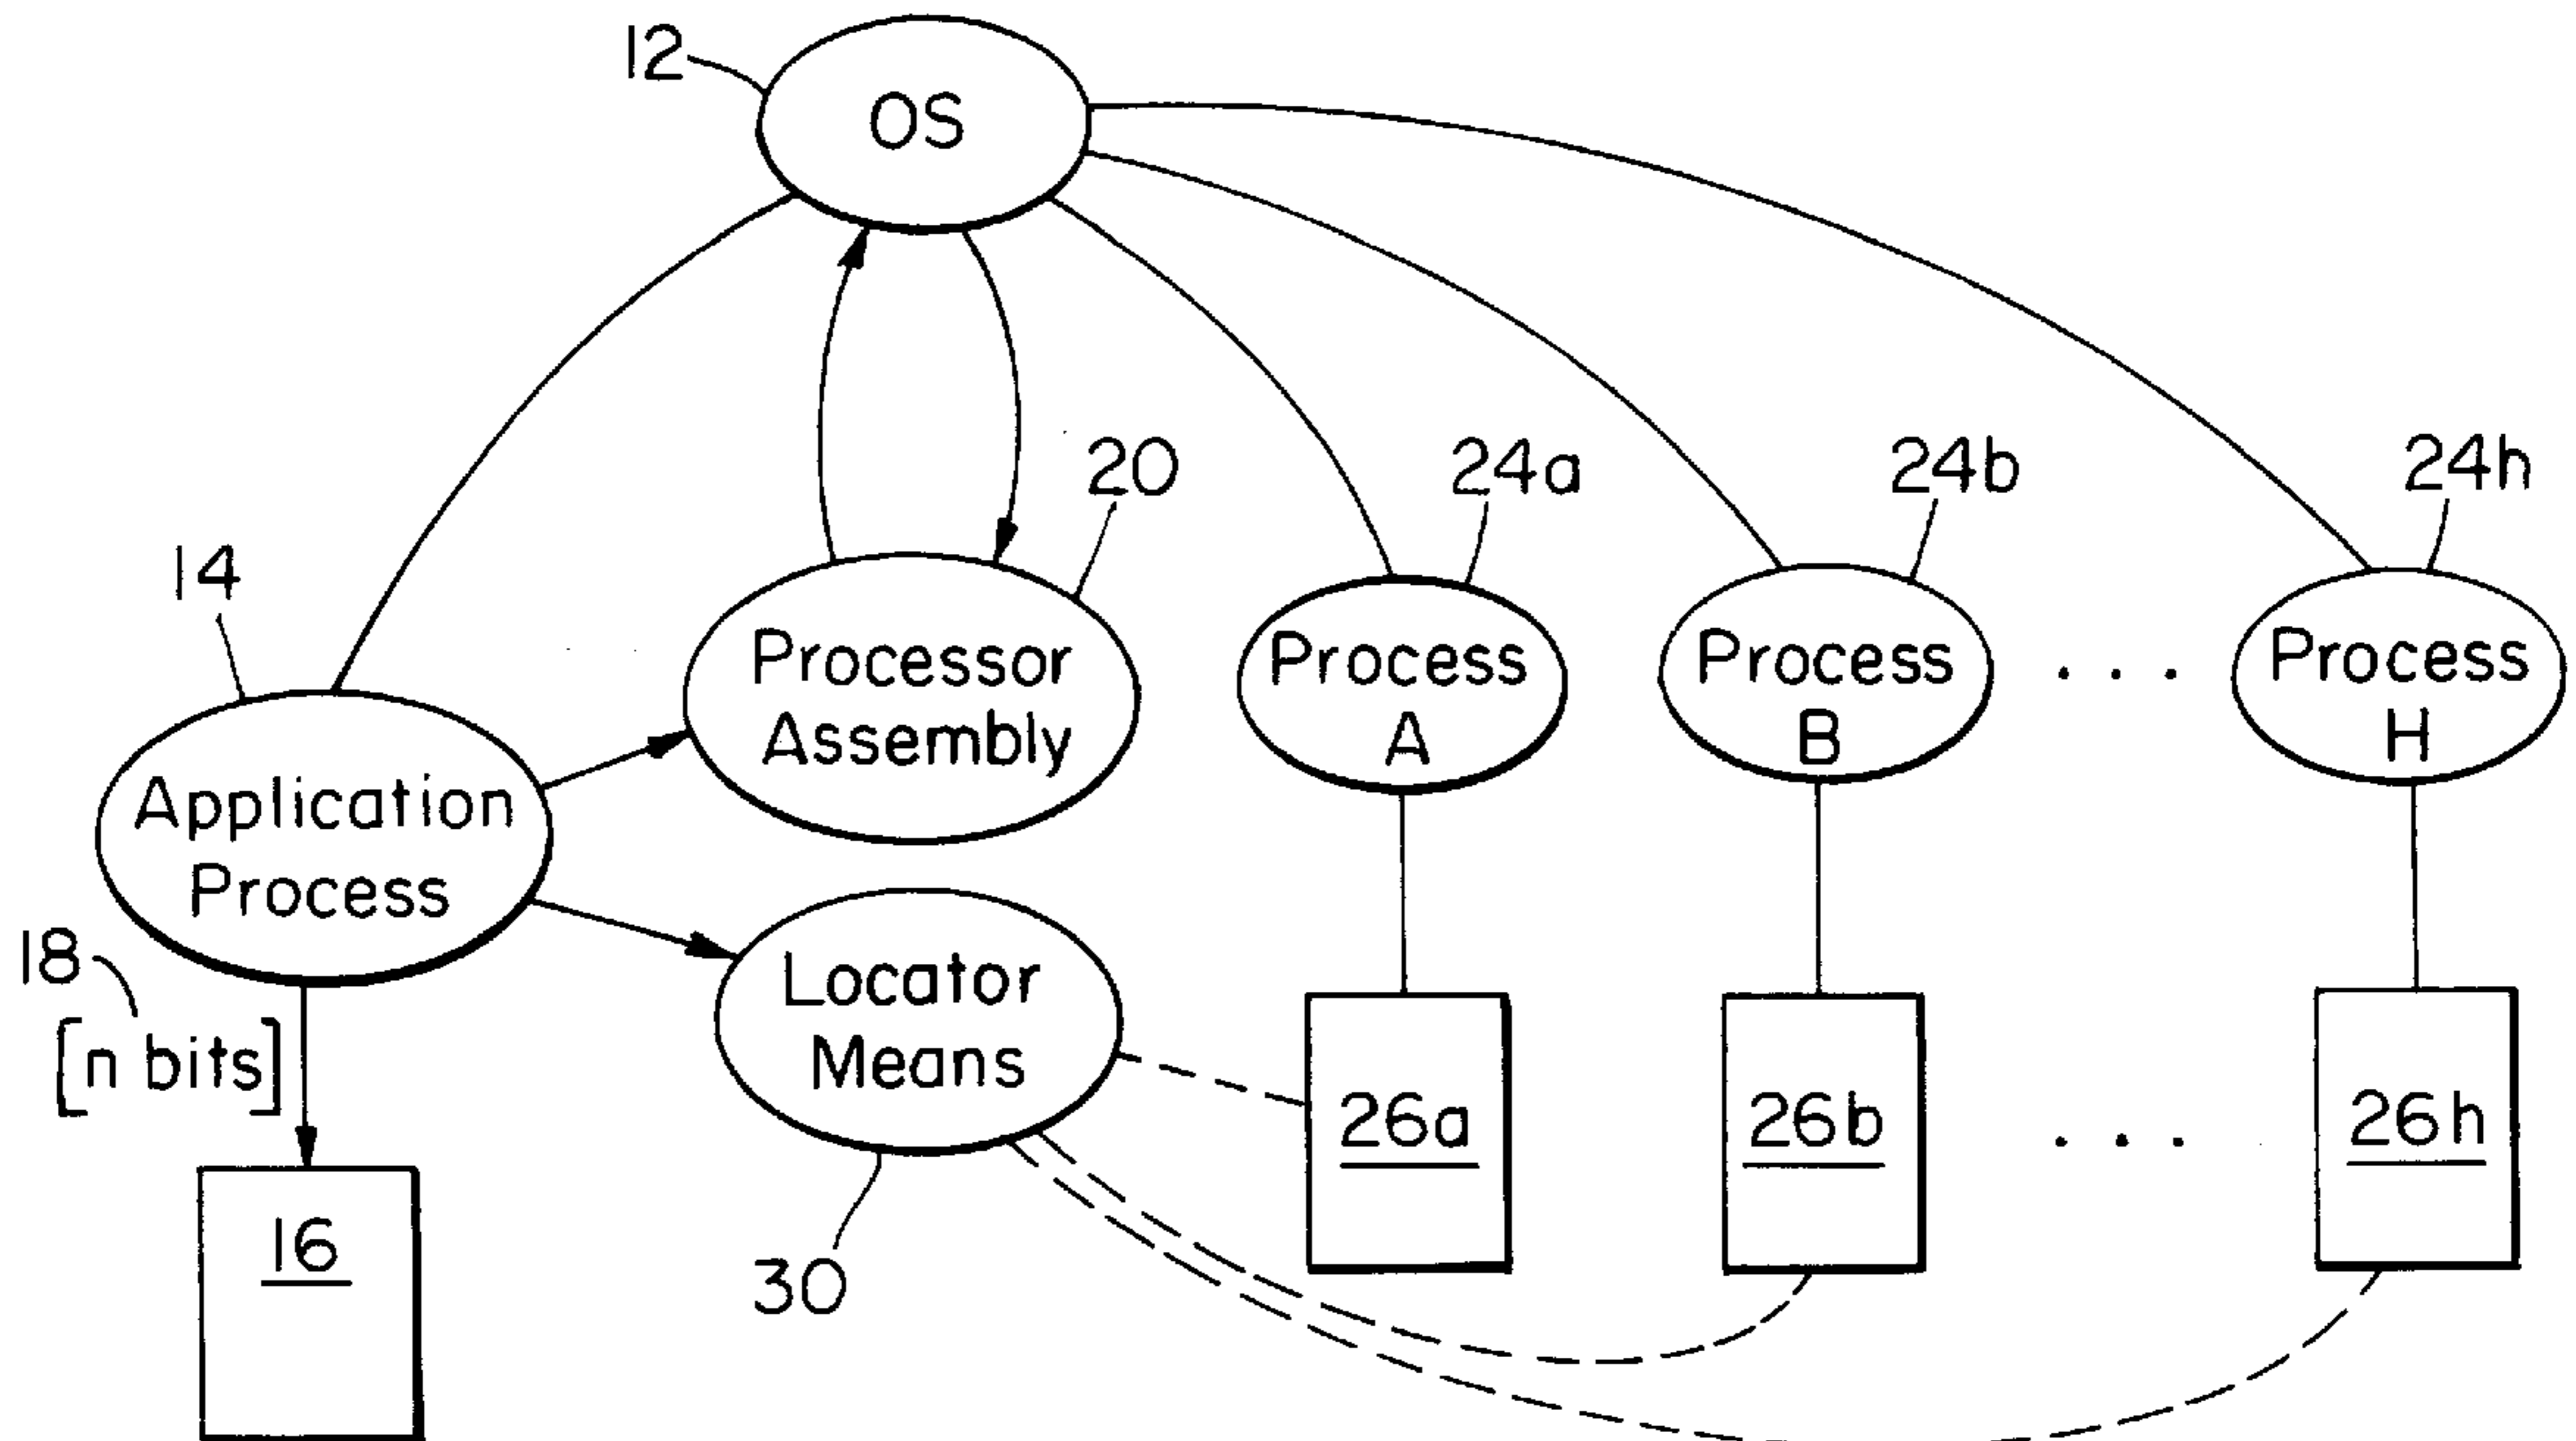 12
OS
20
24a
24b
24h
14
Processor
Assembly
Process
A
Process
B
. . .
Process
H
Application
Process
18
[n bits]
Locator
Means
26a
26b
. . .
26h
16
30